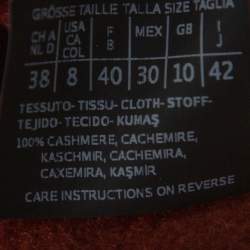 GRÖSSE TAILLE TALLA SIZE TAGLIA
CH A NL D USA CA COL F B MEX GB I J
38 8 40 30 10 42
TESSUTO-TISSU-CLOTH-STOFF-
TEJIDO-TECIDO-KUMAŞ
100% CASHMERE, CACHEMIRE,
KASCHMIR, CACHEMIRA,
CAXEMIRA, KAŞMİR
CARE INSTRUCTIONS ON REVERSE